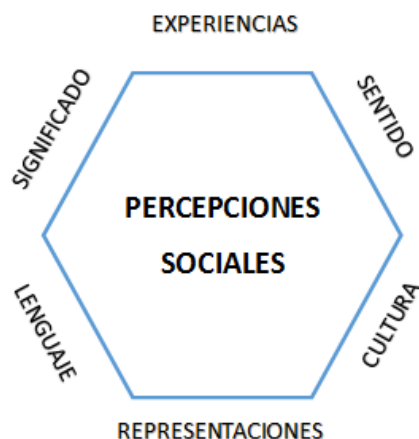 EXPERIENCIAS
SIGNIFICADO
SENTIDO
PERCEPCIONES
SOCIALES
LENGUAJE
CULTURA
REPRESENTACIONES